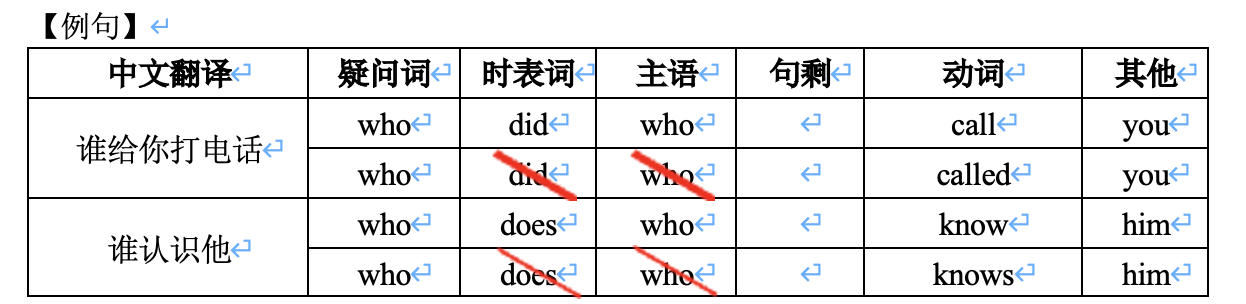 【例句】
中文翻译 疑问词 时表词 主语 句剩 动词 其他
谁给你打电话 who did who call you
who did who called you
谁认识他 who does who know him
who does who knows him